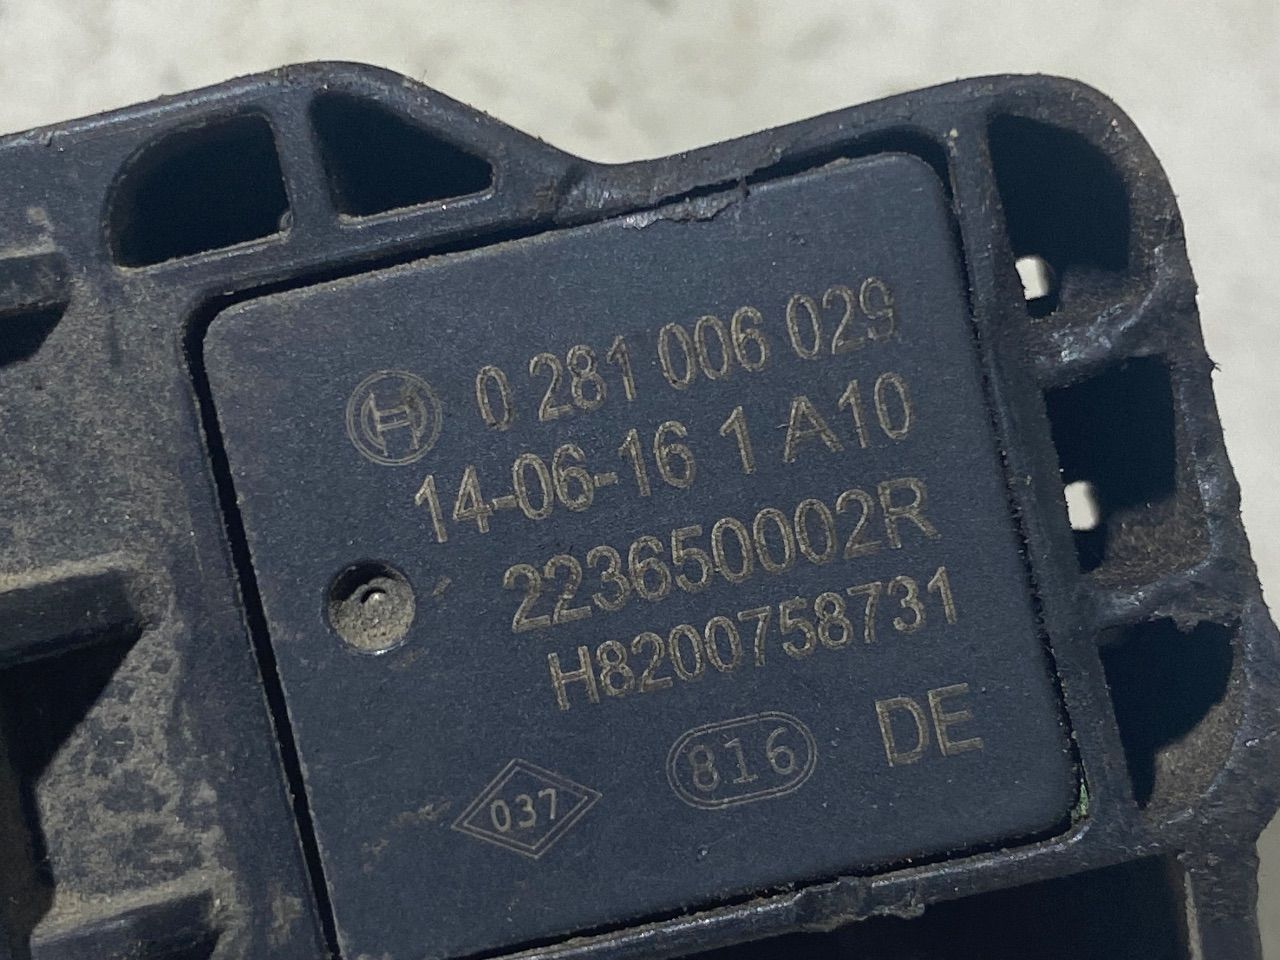 0 281 006 029
14-06-16 1 A10
223650002R
H8200758731
037 816 DE